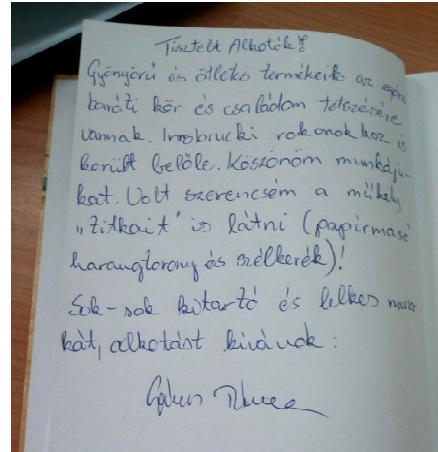 Tisztelt Alkotók!
Gyönyörű és ötletes termékeik az egész
baráti kör és családom tetszésére
vannak. Innsbrucki rokonokhoz is
került belőle. Köszönöm munkáju-
kat. Volt szerencsém a műhely
„titkait" is látni (papírmasé
harangtorony és szélkerék)!
Sok-sok kitartó és lelkes mun-
kát, alkotást kívánok: